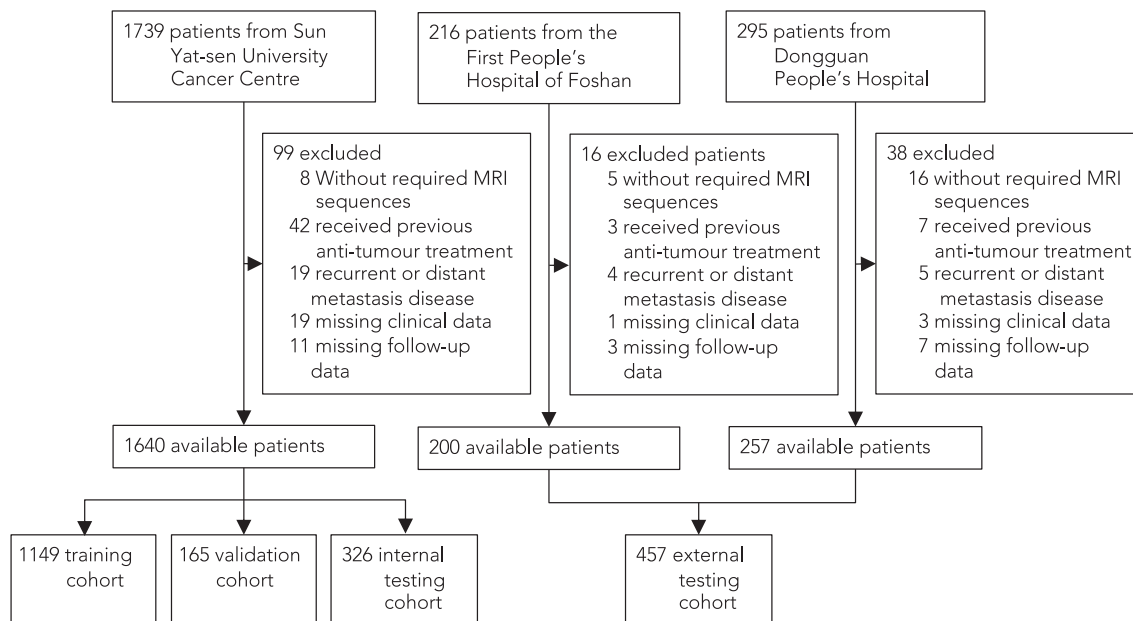 1739 patients from Sun
Yat-sen University
Cancer Centre
216 patients from the
First People's
Hospital of Foshan
295 patients from
Dongguan
People's Hospital
99 excluded
8 Without required MRI
sequences
42 received previous
anti-tumour treatment
19 recurrent or distant
metastasis disease
19 missing clinical data
11 missing follow-up
data
16 excluded patients
5 without required MRI
sequences
3 received previous
anti-tumour treatment
4 recurrent or distant
metastasis disease
1 missing clinical data
3 missing follow-up
data
38 excluded
16 without required MRI
sequences
7 received previous
anti-tumour treatment
5 recurrent or distant
metastasis disease
3 missing clinical data
7 missing follow-up
data
1640 available patients
200 available patients
257 available patients
1149 training
cohort
165 validation
cohort
326 internal
testing
cohort
457 external
testing
cohort